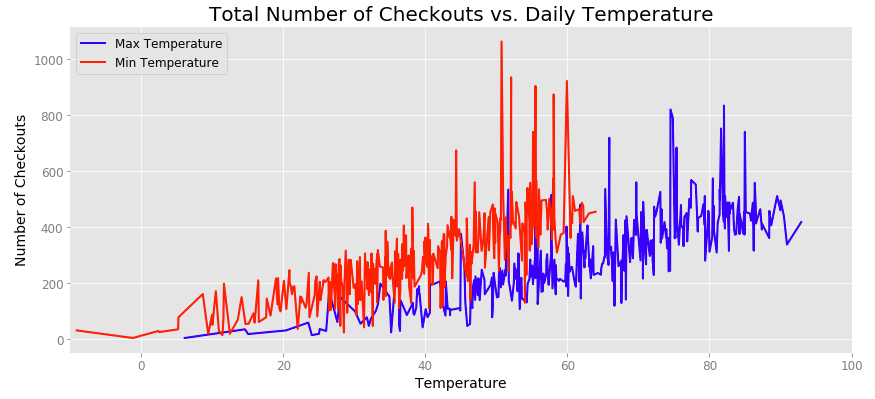 Total Number of Checkouts vs. Daily Temperature
Max Temperature
Min Temperature
Number of Checkouts
1000
800
600
400
200
0
0 20 40 60 80 100
Temperature